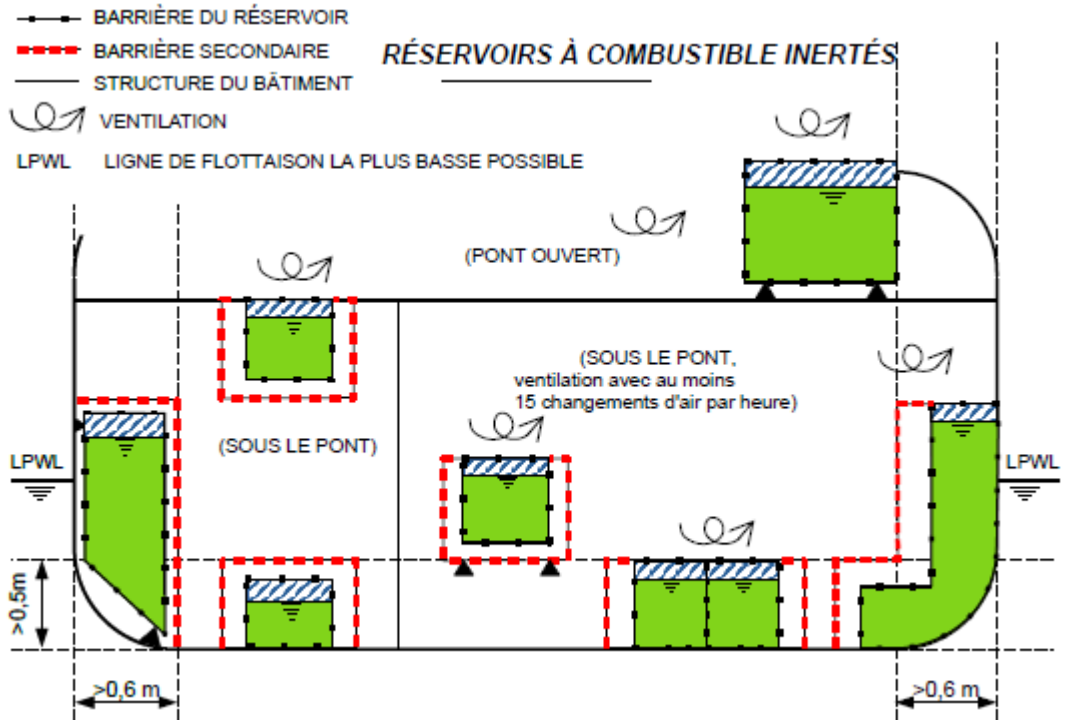 BARRIÈRE DU RÉSERVOIR
BARRIÈRE SECONDAIRE
RÉSERVOIRS À COMBUSTIBLE INERTÉS
STRUCTURE DU BÂTIMENT
VENTILATION
LPWL LIGNE DE FLOTTAISON LA PLUS BASSE POSSIBLE
(PONT OUVERT)
(SOUS LE PONT,
ventilation avec au moins
15 changements d'air par heure)
(SOUS LE PONT)
LPWL
LPWL
>0,5m
>0,6 m
>0,6 m